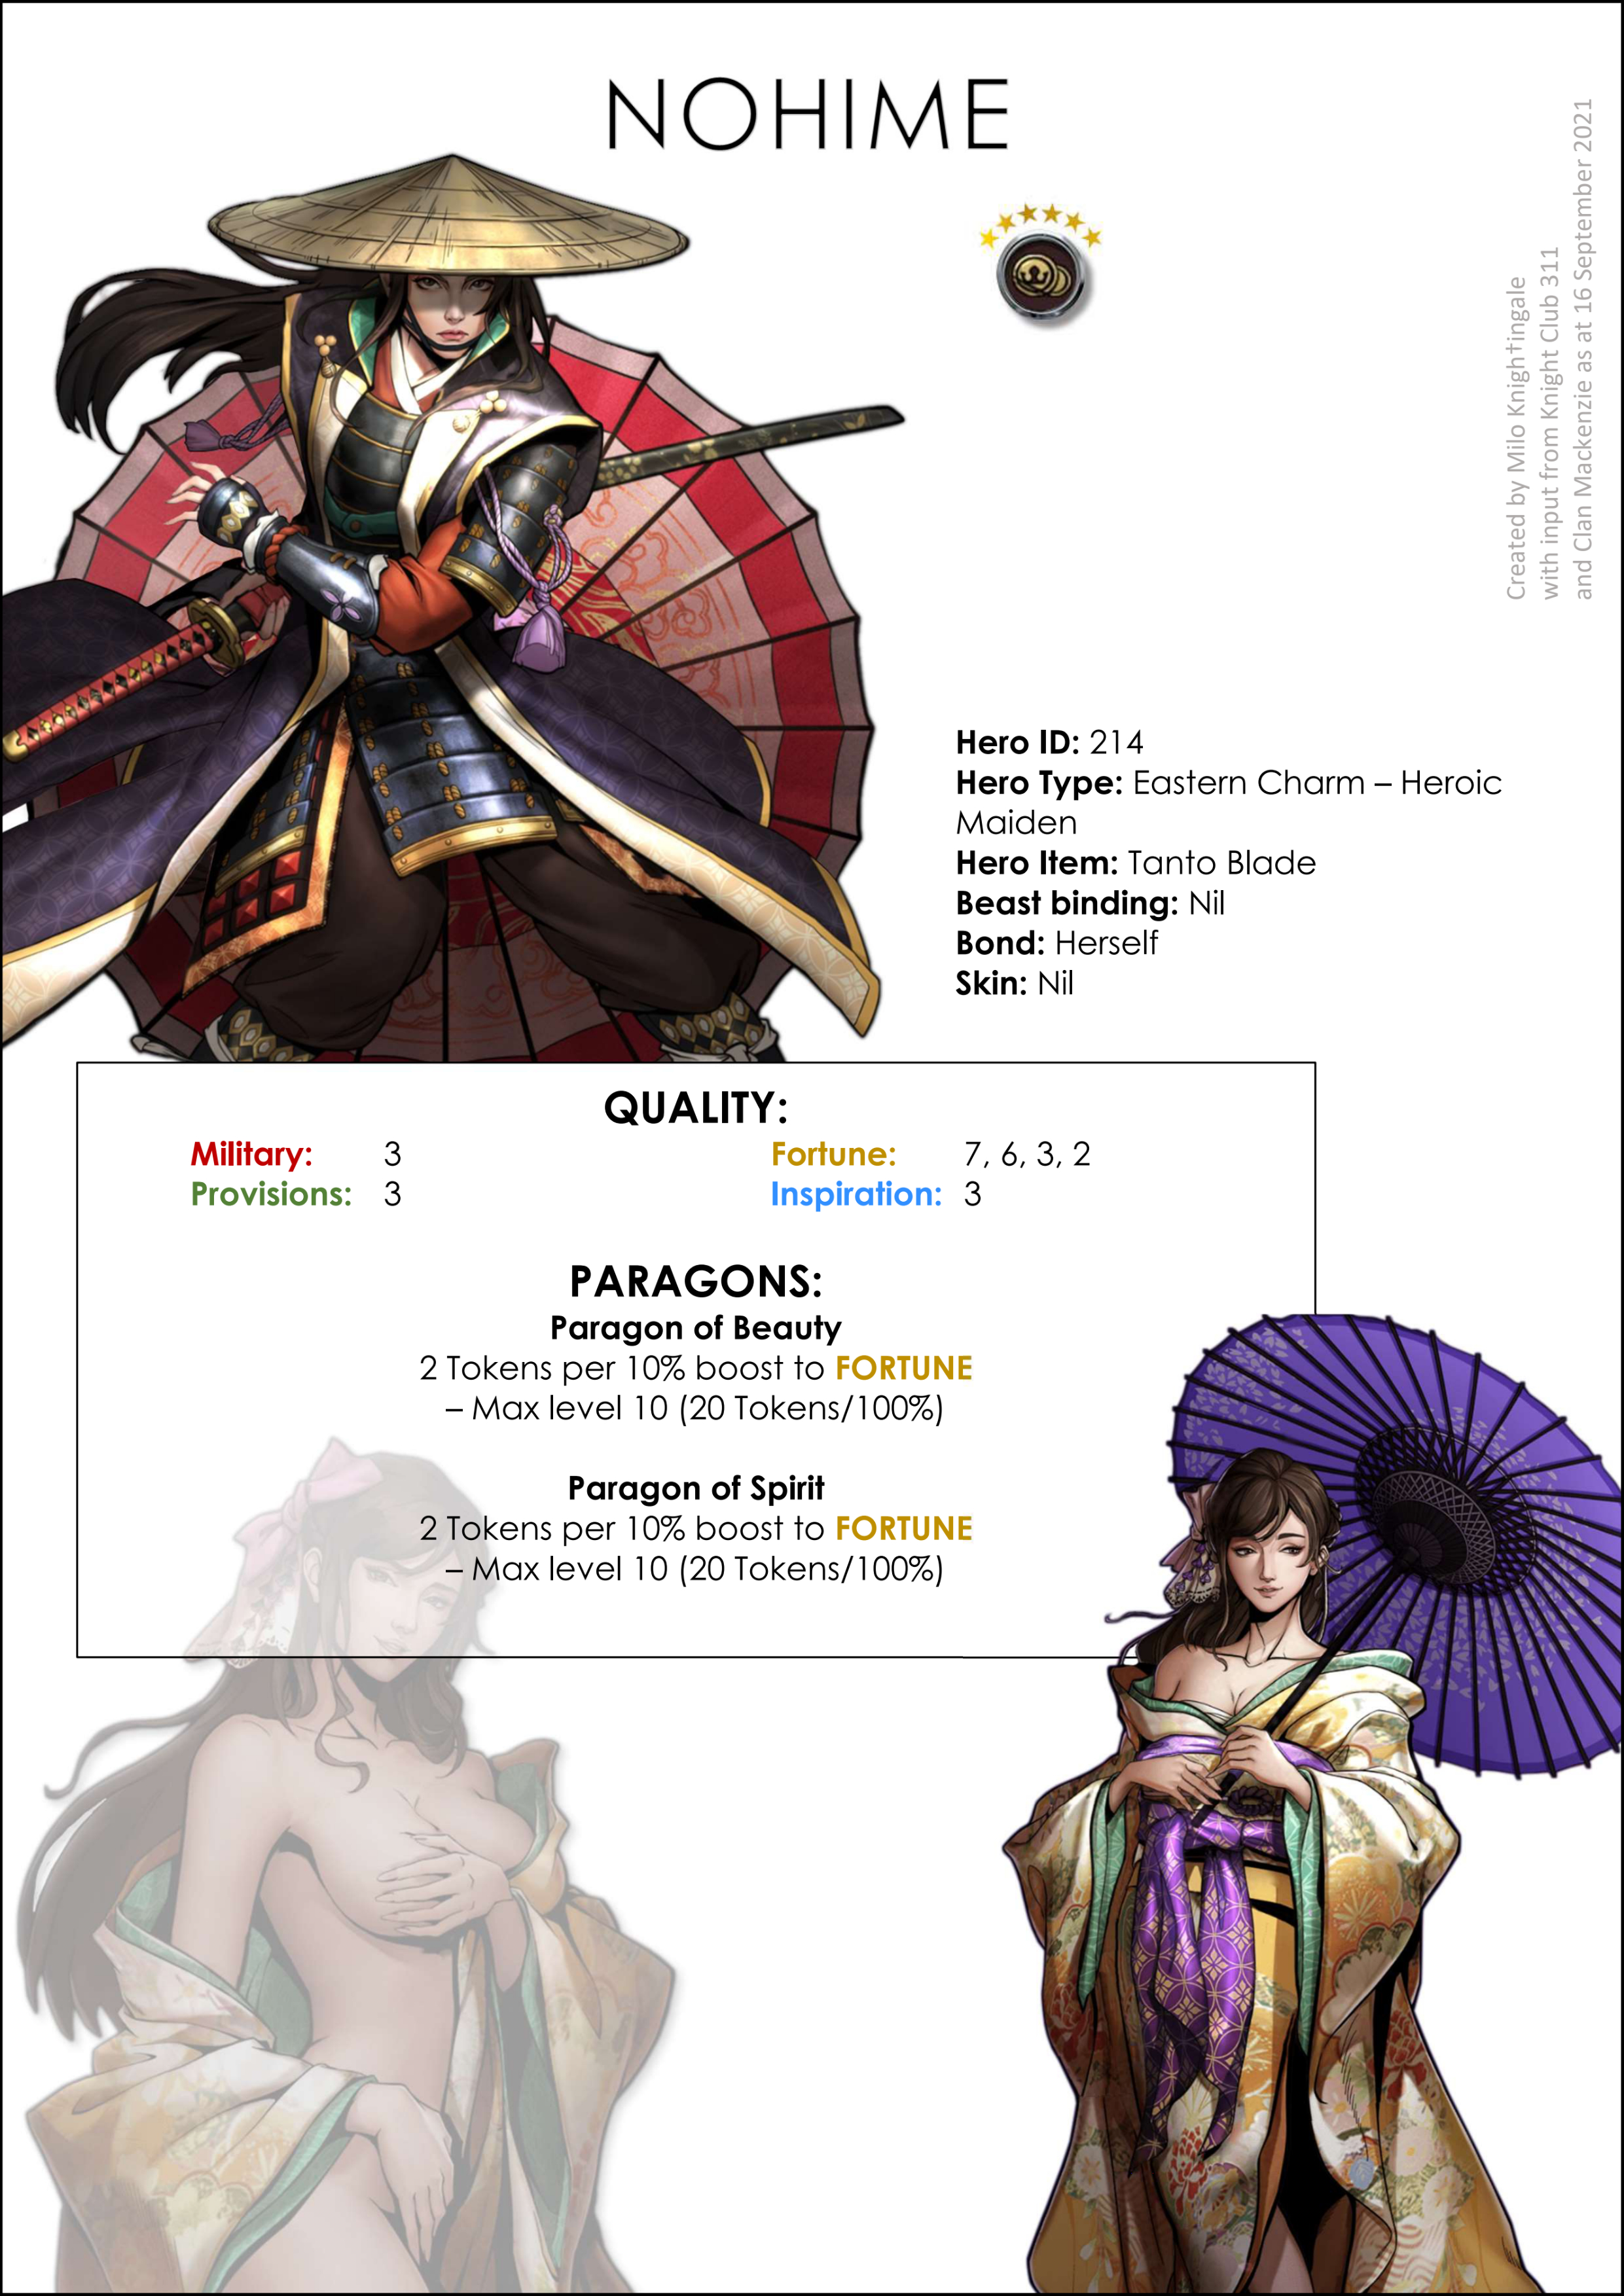 NOHIME
Created by Milo Knigh†ingale
with input from Knight Club 311
and Clan Mackenzie as at 16 September 2021
Hero ID: 214
Hero Type: Eastern Charm – Heroic
Maiden
Hero Item: Tanto Blade
Beast binding: Nil
Bond: Herself
Skin: Nil
QUALITY:
Military: 3
Fortune: 7, 6, 3, 2
Provisions: 3
Inspiration: 3
PARAGONS:
Paragon of Beauty
2 Tokens per 10% boost to FORTUNE
– Max level 10 (20 Tokens/100%)
Paragon of Spirit
2 Tokens per 10% boost to FORTUNE
– Max level 10 (20 Tokens/100%)